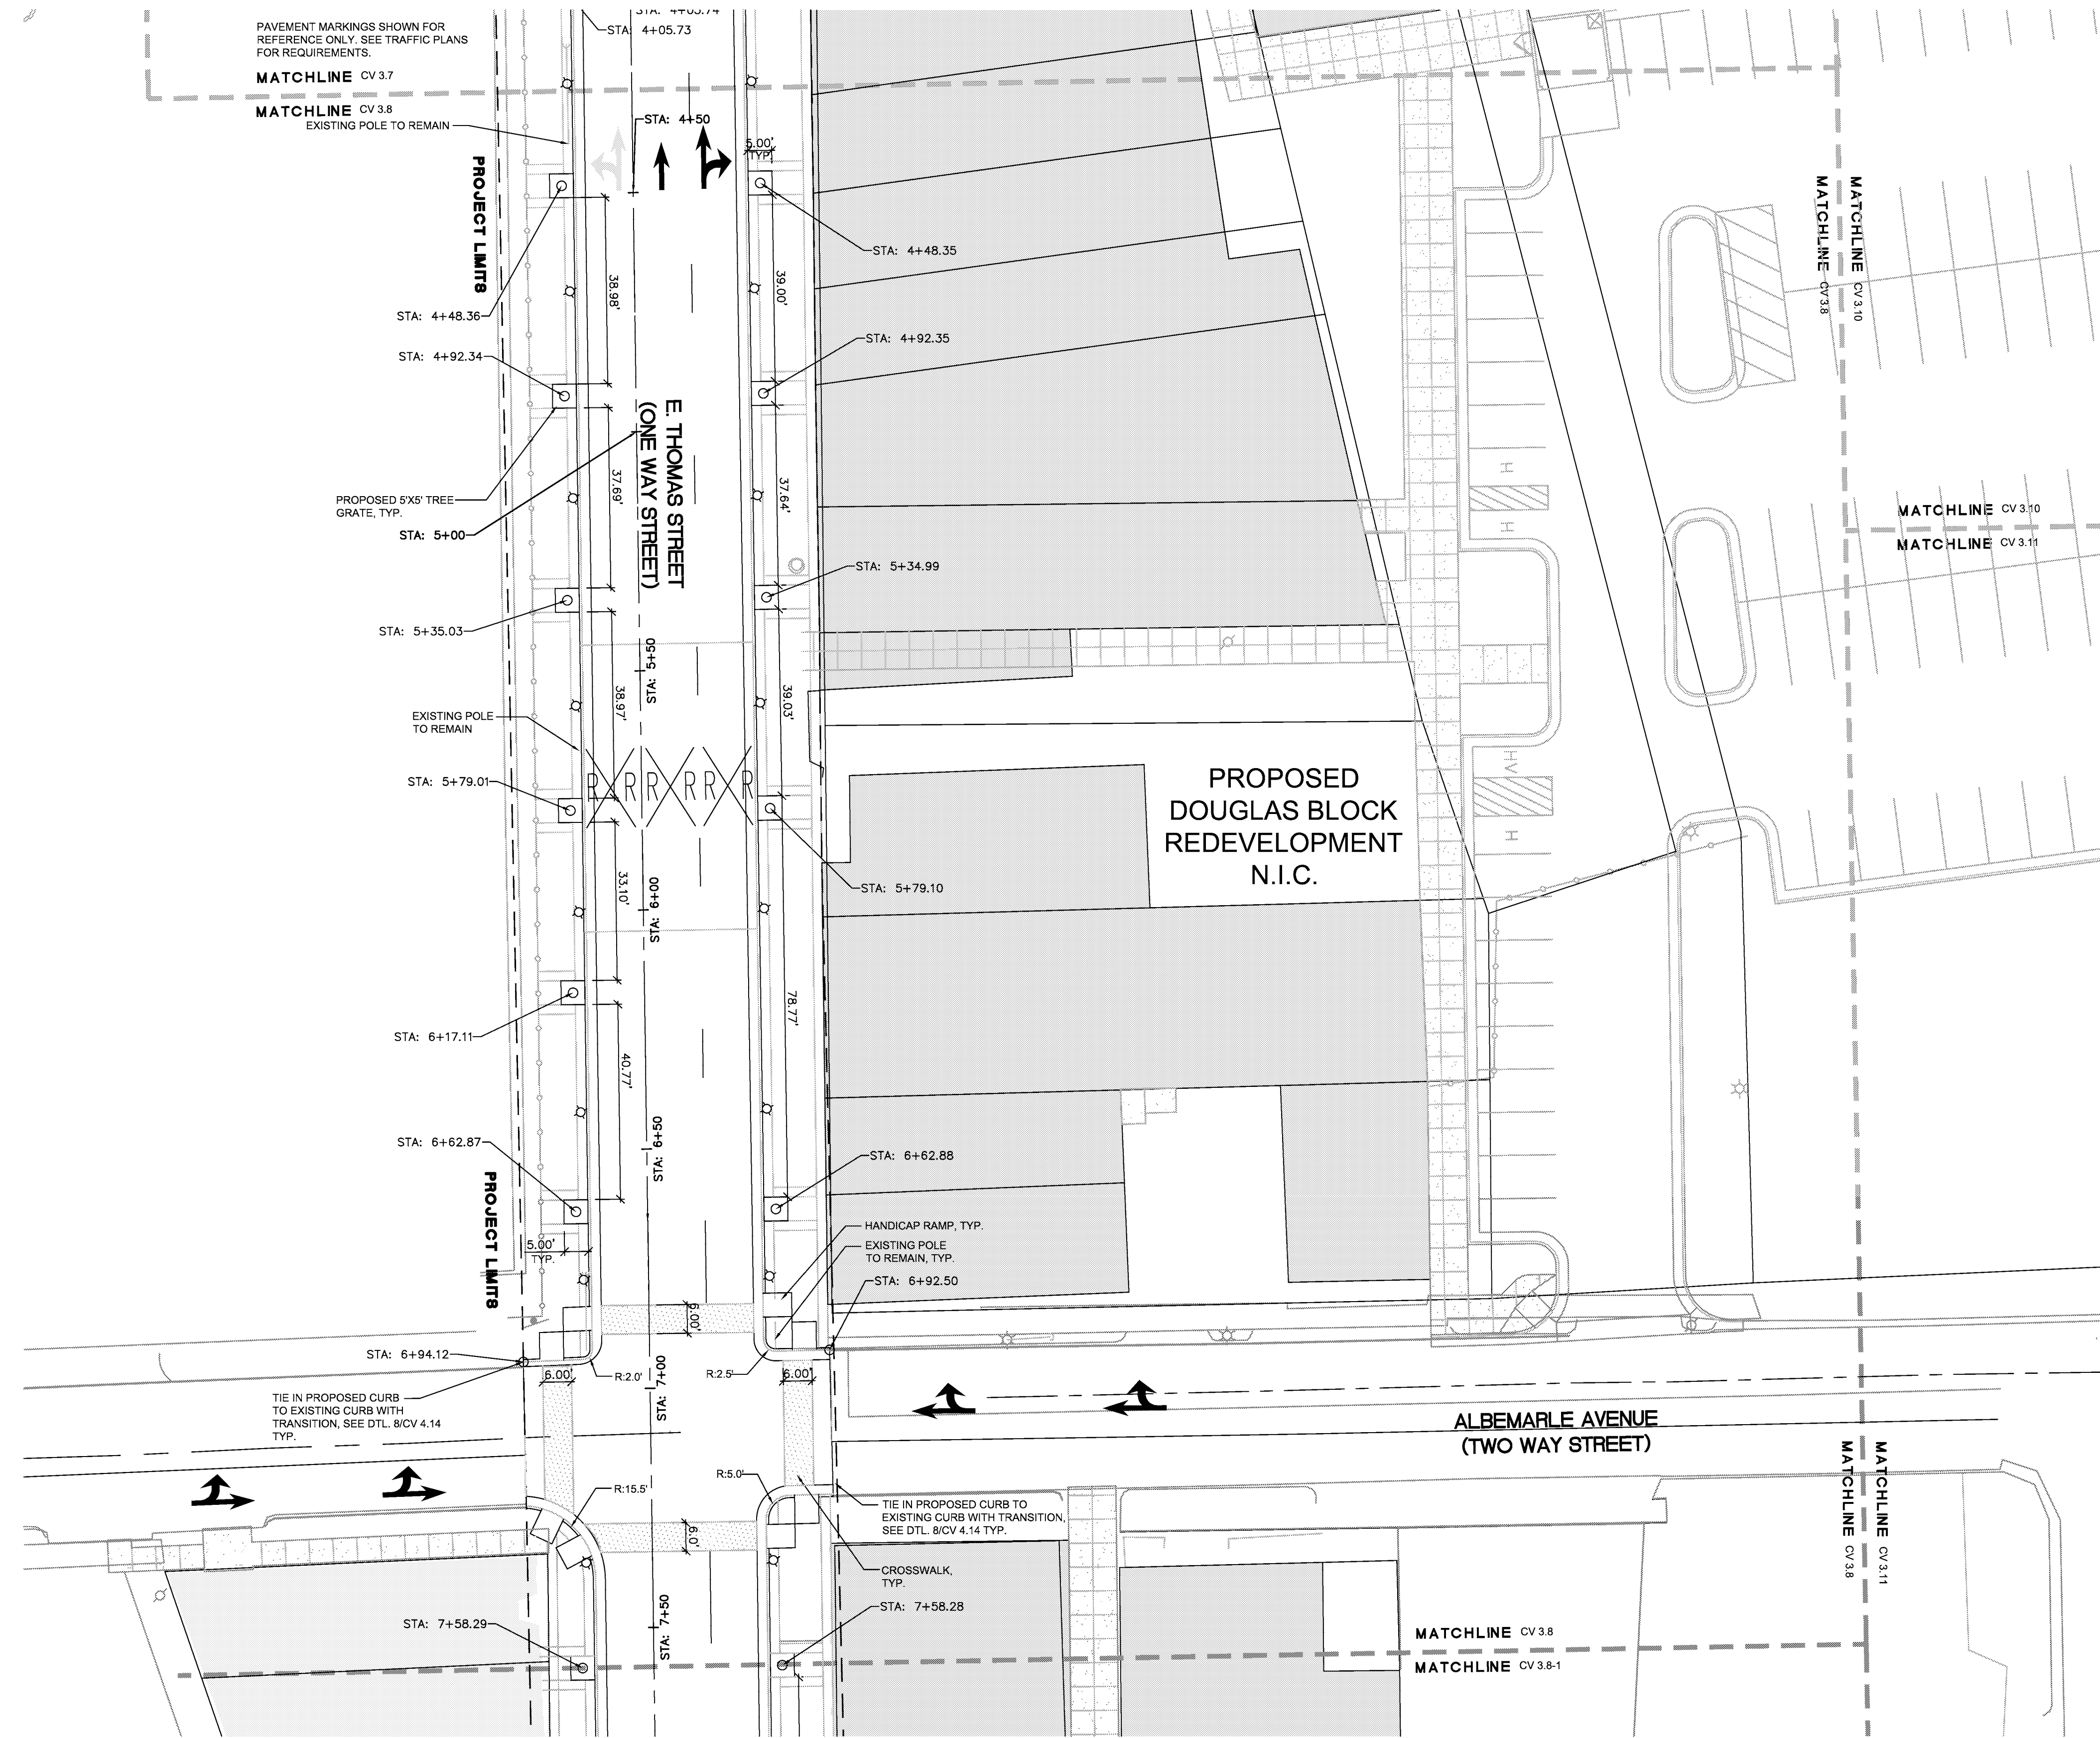 STA: 4+05.74
STA: 4+05.73
PAVEMENT MARKINGS SHOWN FOR
REFERENCE ONLY. SEE TRAFFIC PLANS
FOR REQUIREMENTS.
MATCHLINE CV 3.7
MATCHLINE CV 3.8
EXISTING POLE TO REMAIN
STA: 4+50
5.00'
TYP.
PROJECT LIMITS
STA: 4+48.35
38.98'
39.00'
STA: 4+48.36
STA: 4+92.34
STA: 4+92.35
MATCHLINE CV 3.8
MATCHLINE CV 3.10
E. THOMAS STREET
(ONE WAY STREET)
37.69'
37.64'
PROPOSED 5'X5' TREE
GRATE, TYP.
STA: 5+00
H
H
MATCHLINE CV 3.10
MATCHLINE CV 3.11
STA: 5+34.99
STA: 5+35.03
STA: 5+50
38.97'
39.03'
EXISTING POLE
TO REMAIN
STA: 5+79.01
R R R R R R
HV
H
PROPOSED
DOUGLAS BLOCK
REDEVELOPMENT
N.I.C.
STA: 5+79.10
33.10'
STA: 6+00
STA: 6+17.11
78.77'
40.77'
STA: 6+50
STA: 6+62.87
STA: 6+62.88
PROJECT LIMITS
5.00'
TYP.
HANDICAP RAMP, TYP.
EXISTING POLE
TO REMAIN, TYP.
STA: 6+92.50
6.00'
STA: 6+94.12
6.00'
R:2.0'
STA: 7+00
R:2.5'
6.00'
TIE IN PROPOSED CURB
TO EXISTING CURB WITH
TRANSITION, SEE DTL. 8/CV 4.14
TYP.
ALBEMARLE AVENUE
(TWO WAY STREET)
MATCHLINE CV 3.8
MATCHLINE CV 3.11
R:15.5'
R:5.0'
6.0'
TIE IN PROPOSED CURB TO
EXISTING CURB WITH TRANSITION,
SEE DTL. 8/CV 4.14 TYP.
CROSSWALK,
TYP.
STA: 7+58.29
STA: 7+50
STA: 7+58.28
MATCHLINE CV 3.8
MATCHLINE CV 3.8-1